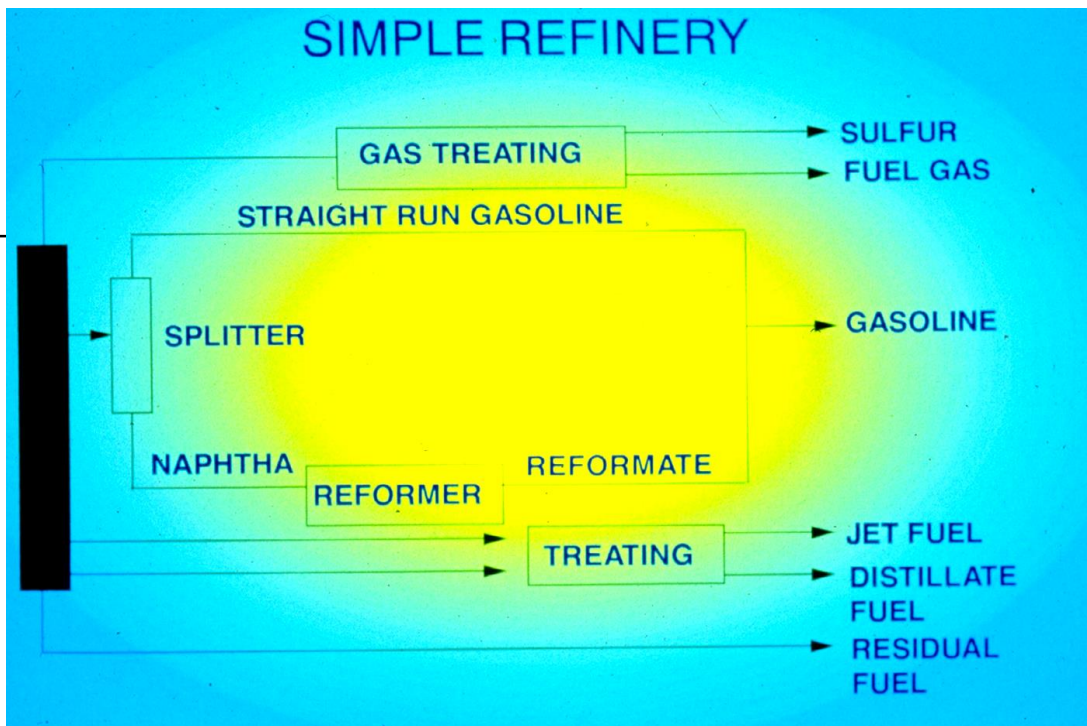 SIMPLE REFINERY
GAS TREATING
SULFUR
FUEL GAS
STRAIGHT RUN GASOLINE
SPLITTER
GASOLINE
NAPHTHA
REFORMER
REFORMATE
TREATING
JET FUEL
DISTILLATE
FUEL
RESIDUAL
FUEL